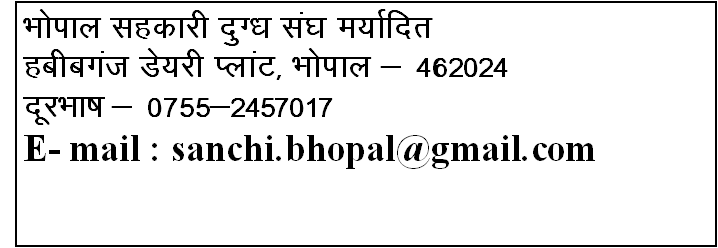 भोपाल सहकारी दुग्ध संघ मर्यादित
हबीबगंज डेयरी प्लांट, भोपाल – 462024
दूरभाष – 0755–2457017
E- mail : sanchi.bhopal@gmail.com